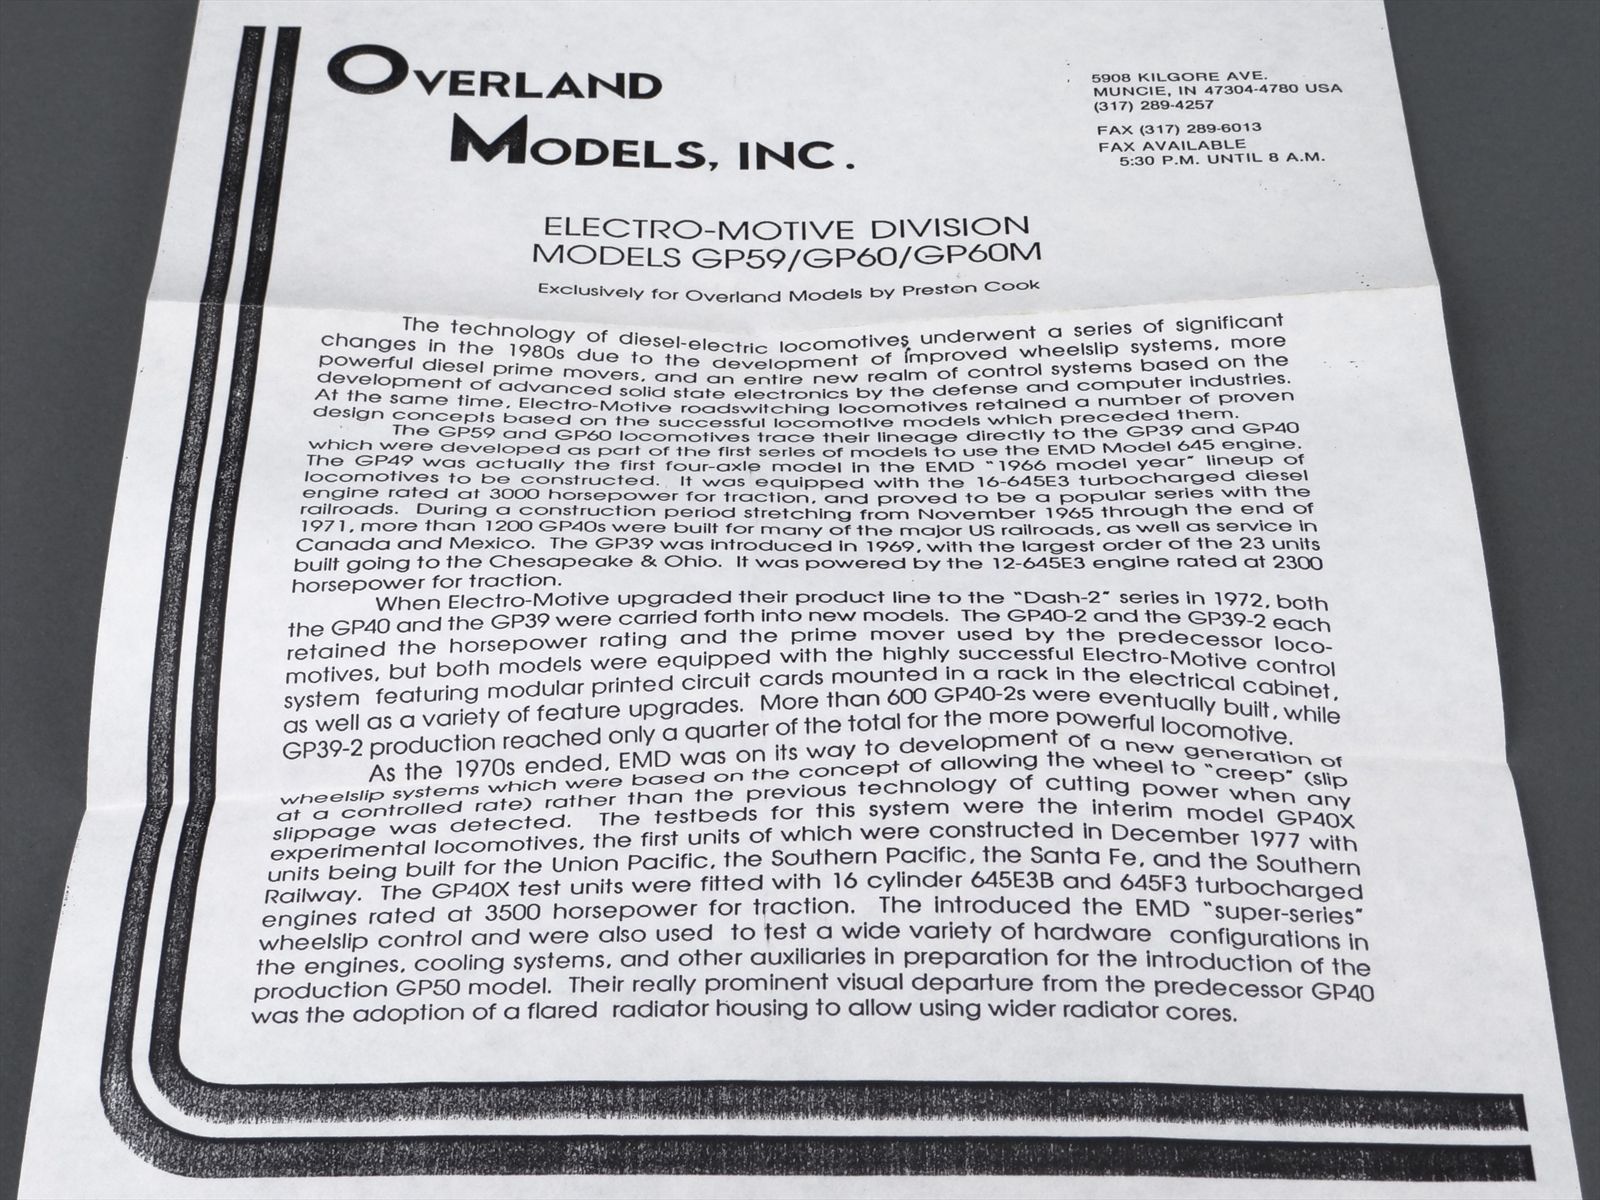 OVERLAND
MODELS, INC.
5908 KILGORE AVE.
MUNCIE, IN 47304-4780 USA
(317) 289-4257
FAX (317) 289-6013
FAX AVAILABLE
5:30 P.M. UNTIL 8 A.M.
ELECTRO-MOTIVE DIVISION
MODELS GP59/GP60/GP60M
Exclusively for Overland Models by Preston Cook
The technology of diesel-electric locomotives underwent a series of significant
changes in the 1980s due to the development of improved wheelslip systems, more
powerful diesel prime movers, and an entire new realm of control systems based on the
development of advanced solid state electronics by the defense and computer industries.
At the same time, Electro-Motive roadswitching locomotives retained a number of proven
design concepts based on the successful locomotive models which preceded them.
The GP59 and GP60 locomotives trace their lineage directly to the GP39 and GP40
which were developed as part of the first series of models to use the EMD Model 645 engine.
The GP49 was actually the first four-axle model in the EMD "1966 model year" lineup of
locomotives to be constructed. It was equipped with the 16-645E3 turbocharged diesel
engine rated at 3000 horsepower for traction, and proved to be a popular series with the
railroads. During a construction period stretching from November 1965 through the end of
1971, more than 1200 GP40s were built for many of the major US railroads, as well as service in
Canada and Mexico. The GP39 was introduced in 1969, with the largest order of the 23 units
built going to the Chesapeake & Ohio. It was powered by the 12-645E3 engine rated at 2300
horsepower for traction.
When Electro-Motive upgraded their product line to the "Dash-2" series in 1972, both
the GP40 and the GP39 were carried forth into new models. The GP40-2 and the GP39-2 each
retained the horsepower rating and the prime mover used by the predecessor loco-
motives, but both models were equipped with the highly successful Electro-Motive control
system featuring modular printed circuit cards mounted in a rack in the electrical cabinet,
as well as a variety of feature upgrades. More than 600 GP40-2s were eventually built, while
GP39-2 production reached only a quarter of the total for the more powerful locomotive.
As the 1970s ended, EMD was on its way to development of a new generation of
wheelslip systems which were based on the concept of allowing the wheel to "creep" (slip
at a controlled rate) rather than the previous technology of cutting power when any
slippage was detected. The testbeds for this system were the interim model GP40X
experimental locomotives, the first units of which were constructed in December 1977 with
units being built for the Union Pacific, the Southern Pacific, the Santa Fe, and the Southern
Railway. The GP40X test units were fitted with 16 cylinder 645E3B and 645F3 turbocharged
engines rated at 3500 horsepower for traction. The introduced the EMD "super-series"
wheelslip control and were also used to test a wide variety of hardware configurations in
the engines, cooling systems, and other auxiliaries in preparation for the introduction of the
production GP50 model. Their really prominent visual departure from the predecessor GP40
was the adoption of a flared radiator housing to allow using wider radiator cores.